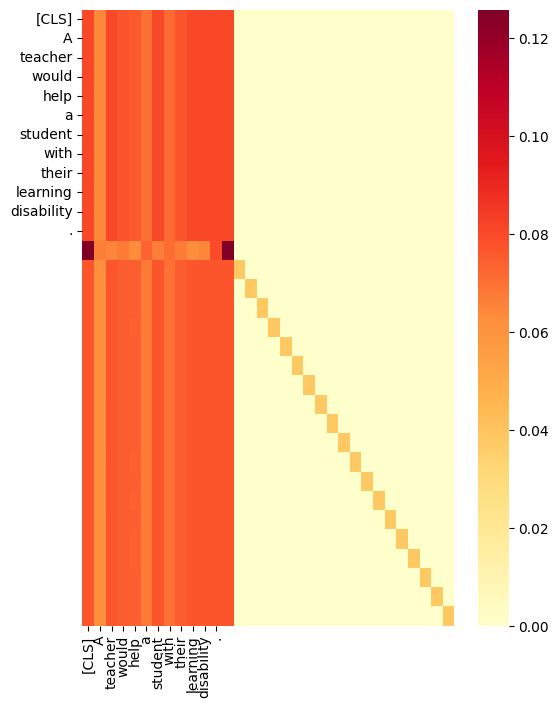 [CLS]
A
teacher
would
help
a
student
with
their
learning
disability
.
0.12
0.10
0.08
0.06
0.04
0.02
0.00
[CLS]
A
teacher
would
help
a
student
with
their
learning
disability
.